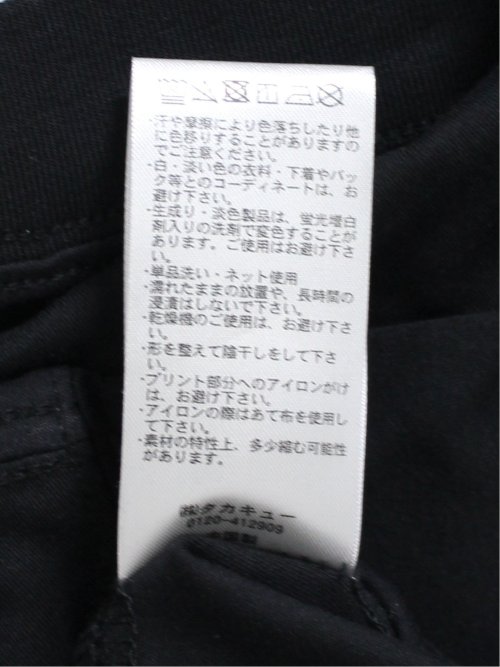 ・汗や摩擦により色落ちしたり他
に色移りすることがありますの
でご注意ください。
・白・淡い色の衣料・下着やバッ
ク等とのコーディネートは、お
避け下さい。
・生成り・淡色製品は、蛍光増白
剤入りの洗剤で変色することが
あります。ご使用はお避け下さ
い。
・単品洗い・ネット使用
・濡れたままの放置や、長時間の
浸漬はしないで下さい。
・乾燥機のご使用は、お避け下さ
い。
・形を整えて陰干しをして下さ
い。
・プリント部分へのアイロンがけ
は、お避け下さい。
・アイロンの際はあて布を使用し
て下さい。
・素材の特性上、多少縮む可能性
があります。
(株)タカキュー
0120-412909
中国製